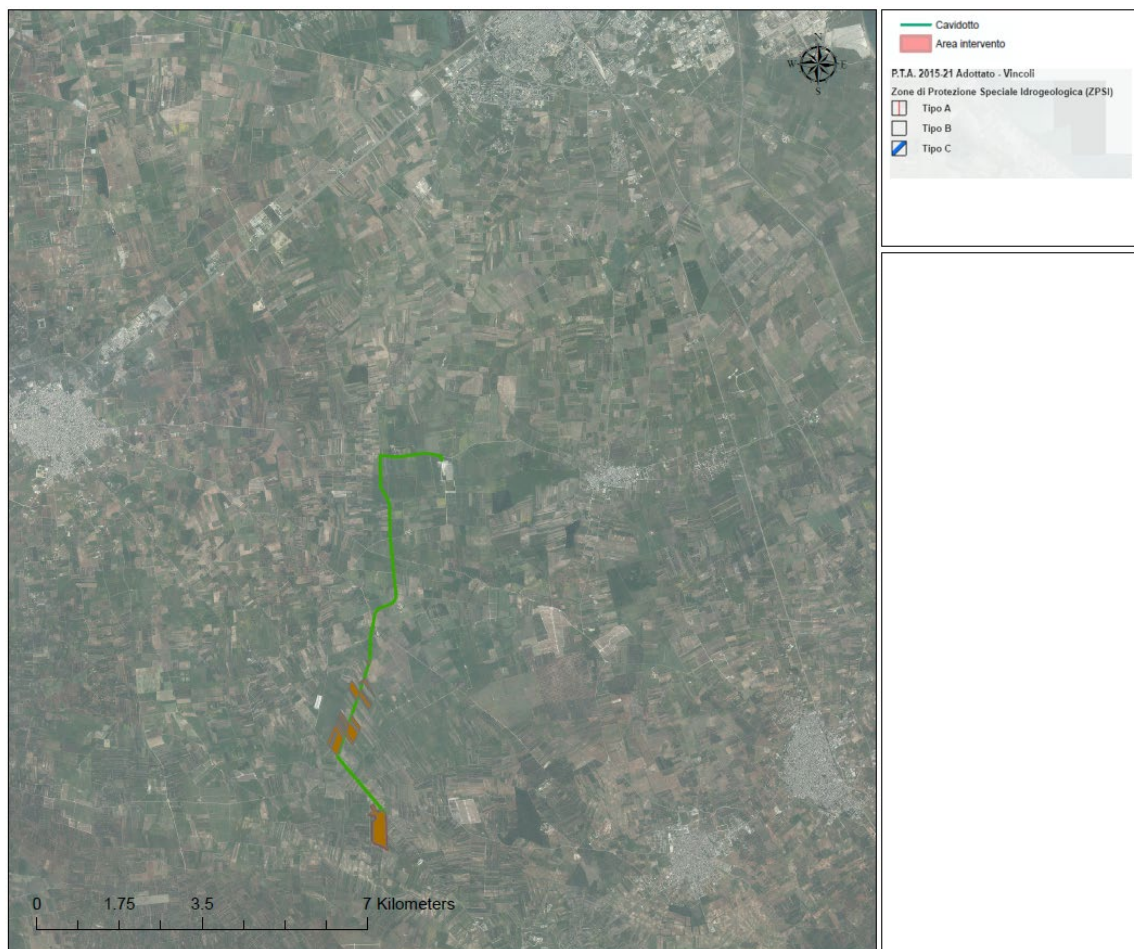 N
W E
S
Cavidotto
Area intervento
P.T.A. 2015-21 Adottato - Vincoli
Zone di Protezione Speciale Idrogeologica (ZPSI)
Tipo A
Tipo B
Tipo C
0 1.75 3.5 7 Kilometers